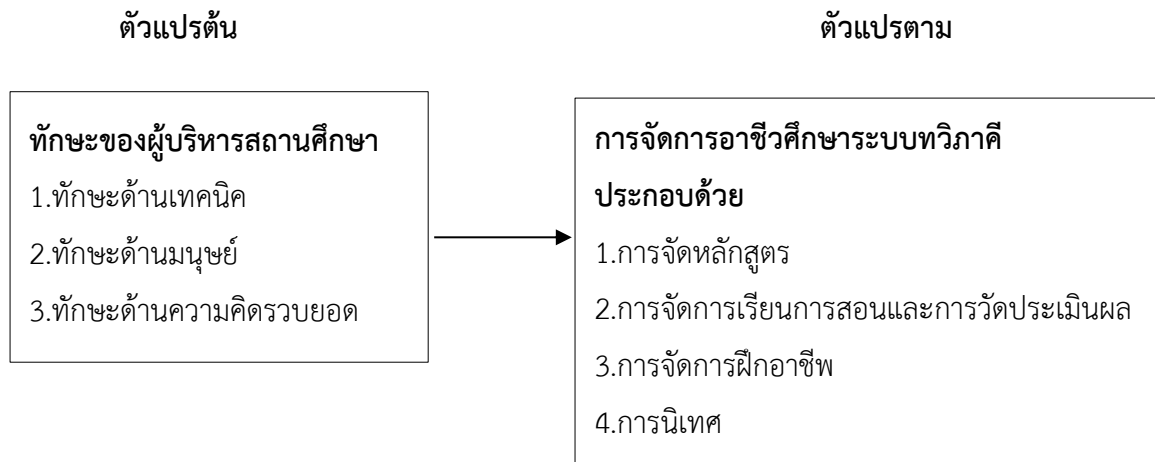 ตัวแปรต้น
ตัวแปรตาม
ทักษะของผู้บริหารสถานศึกษา
1.ทักษะด้านเทคนิค
2.ทักษะด้านมนุษย์
3.ทักษะด้านความคิดรวบยอด
การจัดการอาชีวศึกษาระบบทวิภาคี
ประกอบด้วย
1.การจัดหลักสูตร
2.การจัดการเรียนการสอนและการวัดประเมินผล
3.การจัดการฝึกอาชีพ
4.การนิเทศ